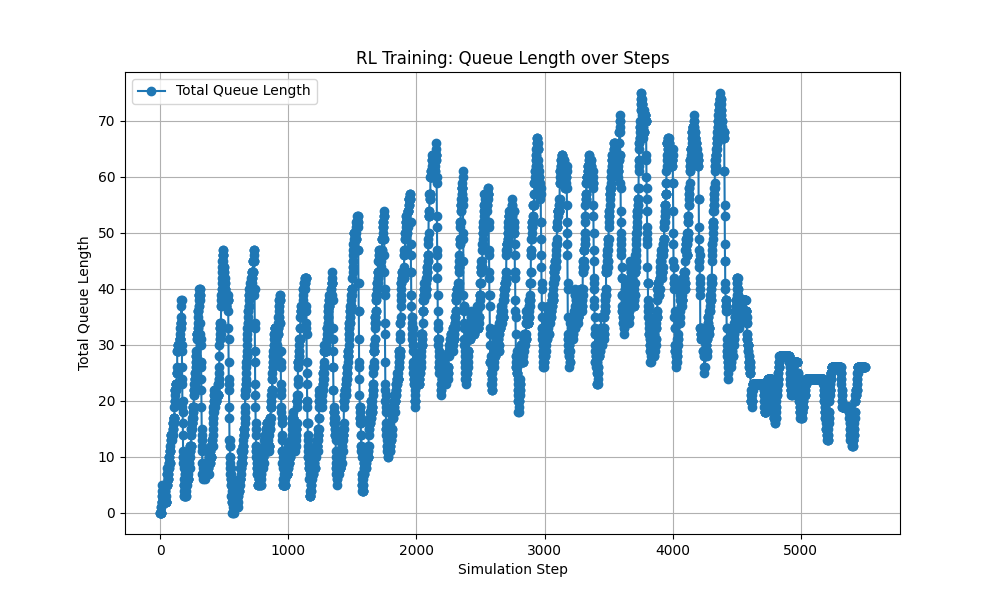 RL Training: Queue Length over Steps
Total Queue Length
Total Queue Length
70
60
50
40
30
20
10
0
0 1000 2000 3000 4000 5000
Simulation Step